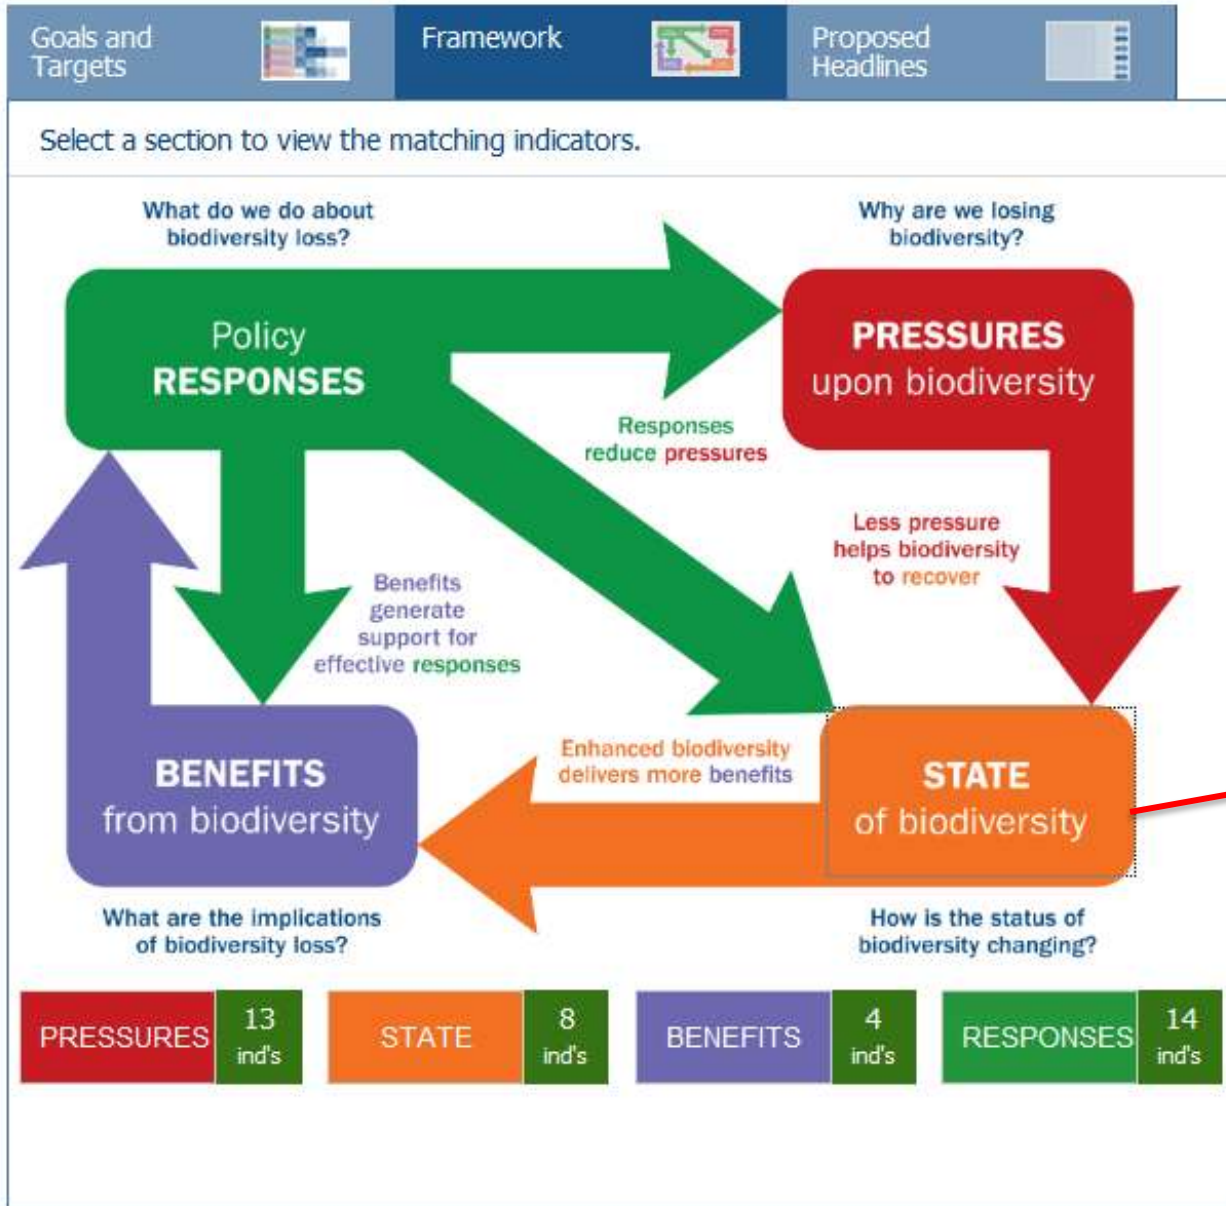 Goals and
Targets
Framework
Proposed
Headlines
Select a section to view the matching indicators.
What do we do about
biodiversity loss?
Why are we losing
biodiversity?
Policy
RESPONSES
PRESSURES
upon biodiversity
Responses
reduce pressures
Less pressure
helps biodiversity
to recover
Benefits
generate
support for
effective responses
Enhanced biodiversity
delivers more benefits
BENEFITS
from biodiversity
STATE
of biodiversity
What are the implications
of biodiversity loss?
How is the status of
biodiversity changing?
PRESSURES
13
ind's
STATE
8
ind's
BENEFITS
4
ind's
RESPONSES
14
ind's